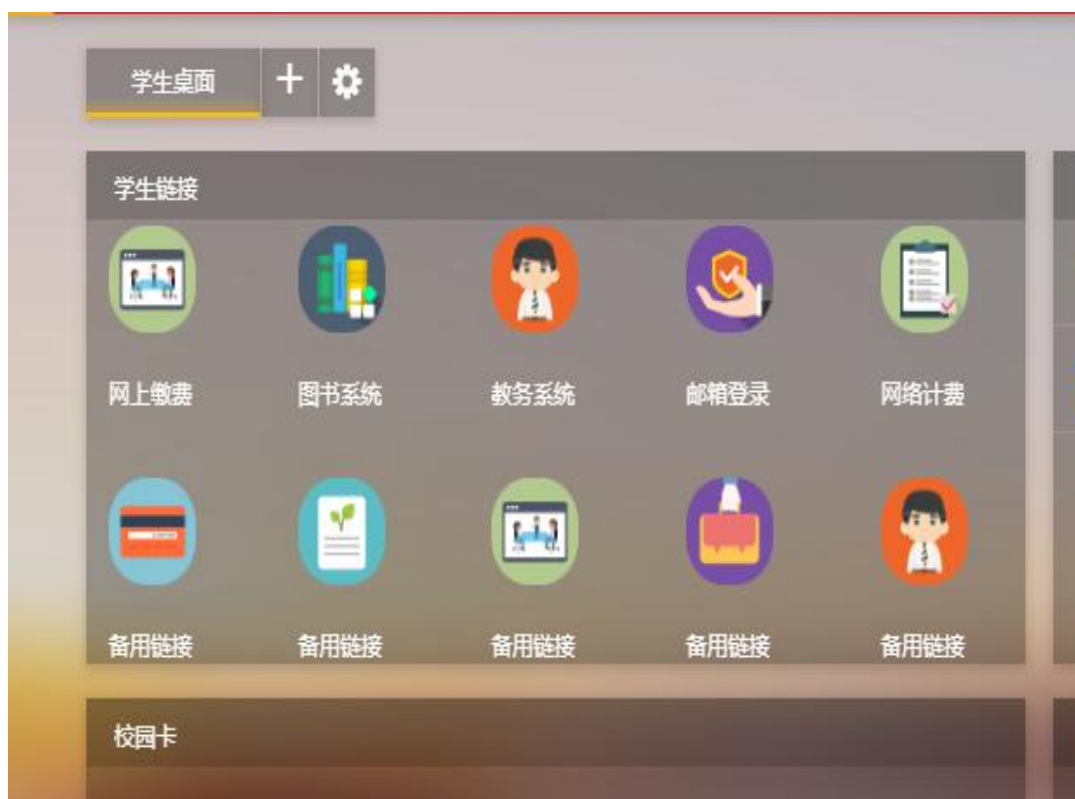 学生桌面
学生链接
网上缴费 图书系统 教务系统 邮箱登录 网络计费
备用链接 备用链接 备用链接 备用链接 备用链接
校园卡